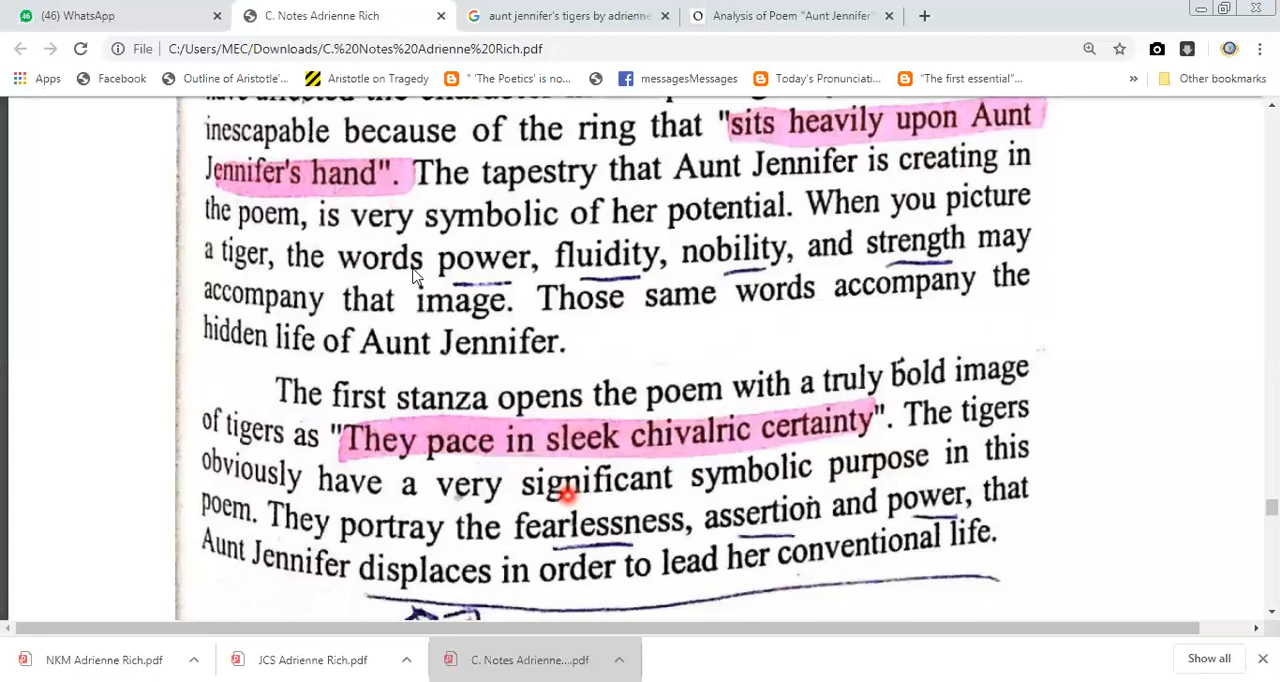 (46) WhatsApp
C. Notes Adrienne Rich
aunt jennifer's tigers by adrienne
Analysis of Poem "Aunt Jennifer'
File
C:/Users/MEC/Downloads/C.%20Notes%20Adrienne%20Rich.pdf
Apps
Facebook
Outline of Aristotle'...
Aristotle on Tragedy
" 'The Poetics' is no...
messagesMessages
Today's Pronunciati...
"The first essential"...
Other bookmarks
inescapable because of the ring that "sits heavily upon Aunt
Jennifer's hand". The tapestry that Aunt Jennifer is creating in
the poem, is very symbolic of her potential. When you picture
a tiger, the words power, fluidity, nobility, and strength may
accompany that image. Those same words accompany the
hidden life of Aunt Jennifer.
The first stanza opens the poem with a truly bold image
of tigers as "They pace in sleek chivalric certainty". The tigers
obviously have a very significant symbolic purpose in this
poem. They portray the fearlessness, assertion and power, that
Aunt Jennifer displaces in order to lead her conventional life.
NKM Adrienne Rich.pdf
JCS Adrienne Rich.pdf
C. Notes Adrienne....pdf
Show all